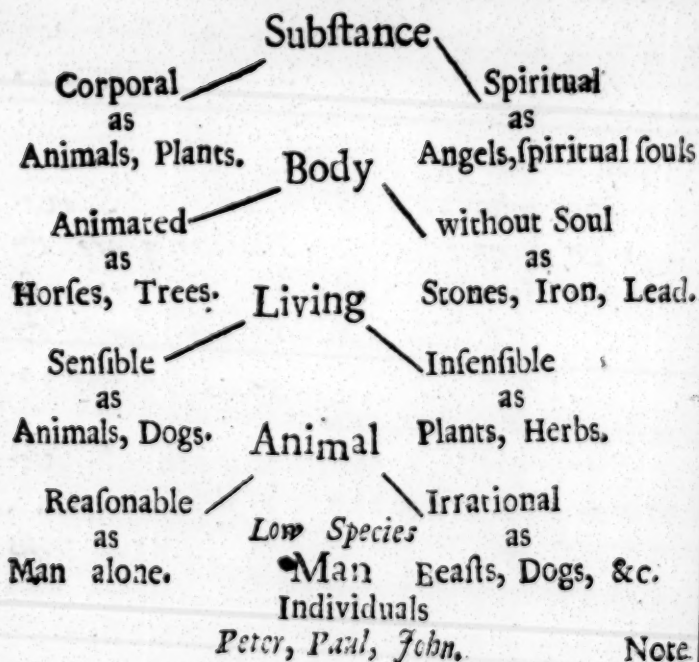 Subſtance
Corporal Spiritual
as as
Animals, Plants. Angels, ſpiritual ſouls
Body
Animated without Soul
as as
Horſes, Trees. Stones, Iron, Lead.
Living
Senſible Inſenſible
as as
Animals, Dogs. Plants, Herbs.
Animal
Reaſonable Irrational
Low Species
as as
Man alone. Man Beaſts, Dogs, &c.
Individuals
Peter, Paul, John. Note